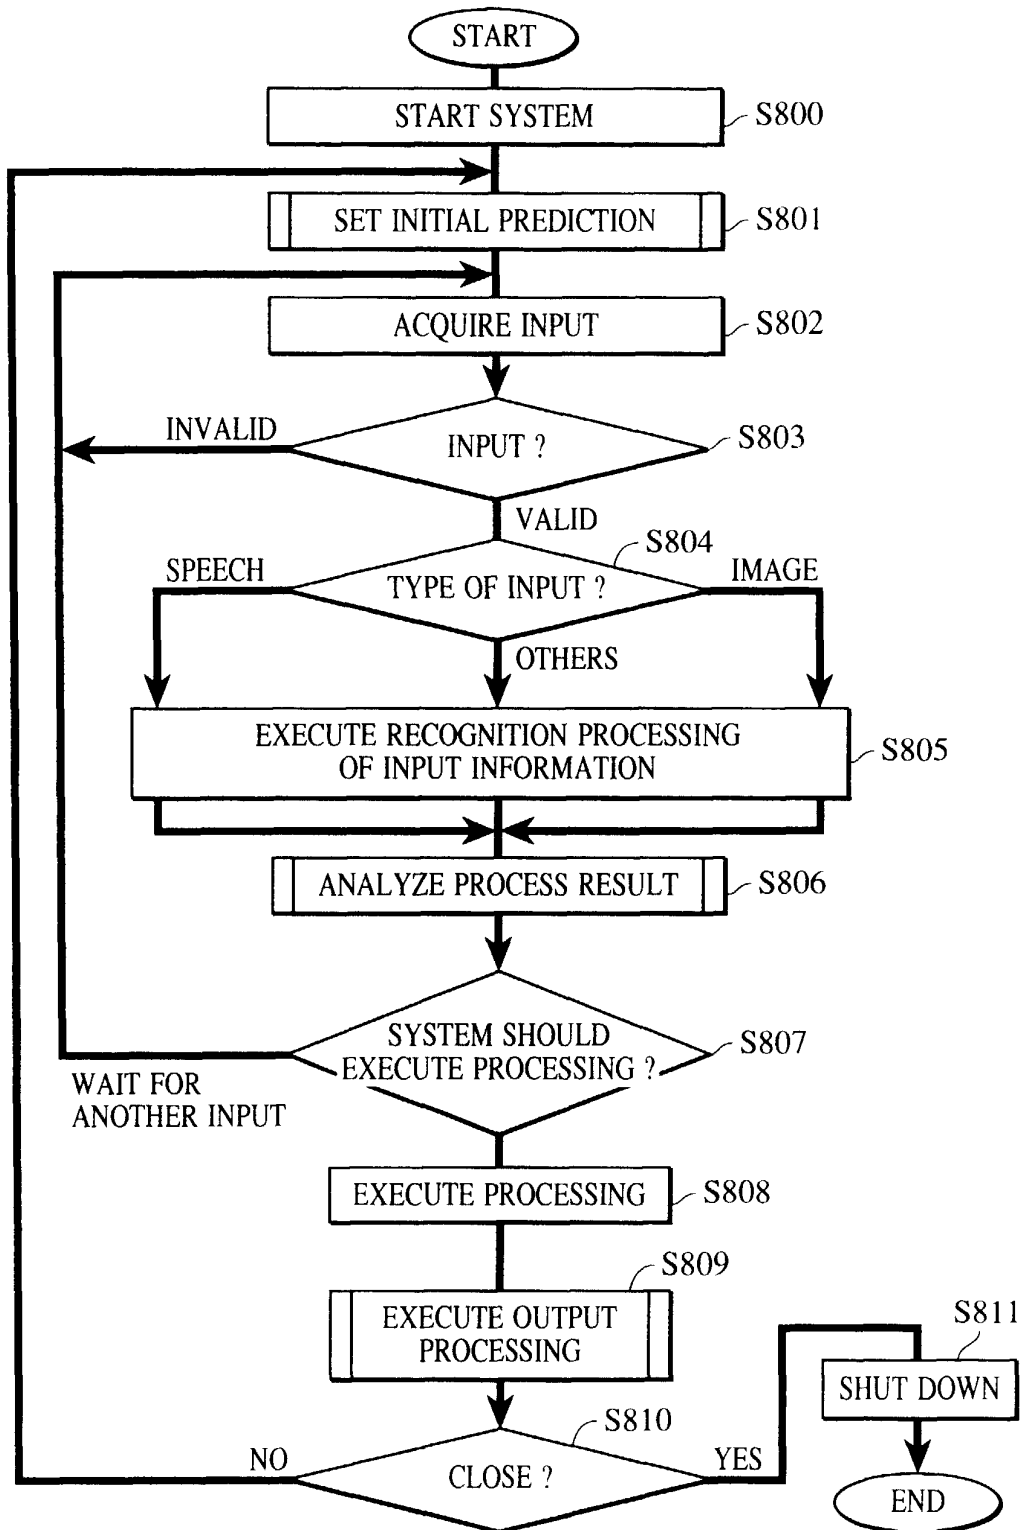 START
START SYSTEM
S800
SET INITIAL PREDICTION
S801
ACQUIRE INPUT
S802
INVALID
INPUT ?
S803
VALID
S804
SPEECH
TYPE OF INPUT ?
IMAGE
OTHERS
EXECUTE RECOGNITION PROCESSING
OF INPUT INFORMATION
S805
ANALYZE PROCESS RESULT
S806
SYSTEM SHOULD
EXECUTE PROCESSING ?
S807
WAIT FOR
ANOTHER INPUT
EXECUTE PROCESSING
S808
S809
EXECUTE OUTPUT
PROCESSING
S811
SHUT DOWN
S810
NO
CLOSE ?
YES
END